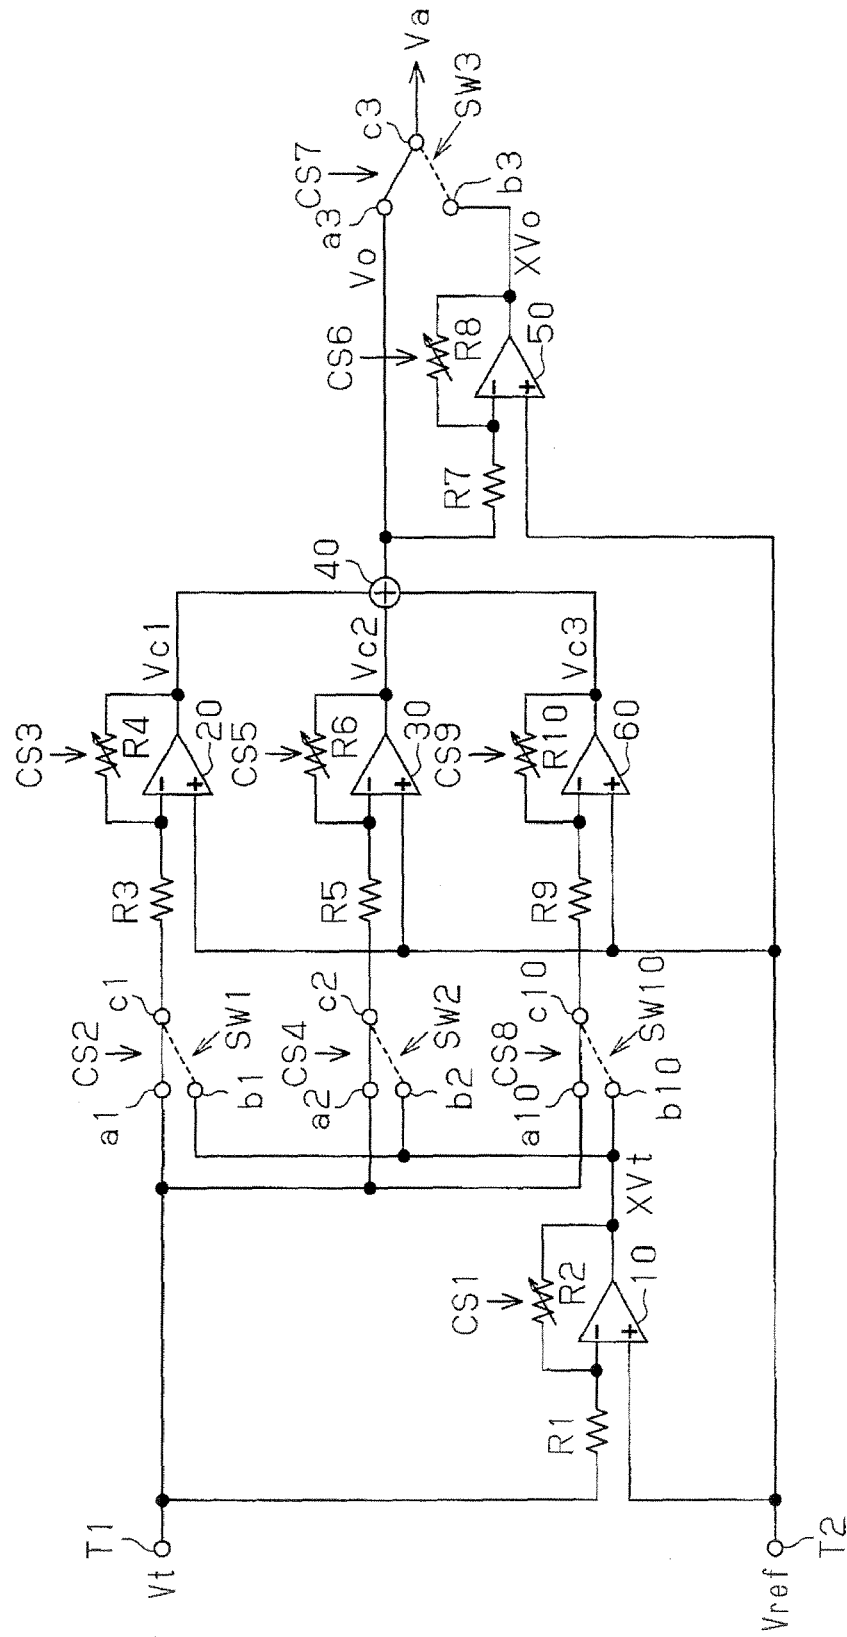 Vt
T1
Vref
T2
R1
CS1
R2
10
XVt
a1
CS2
c1
b1
SW1
a2
CS4
c2
b2
SW2
a10
CS8
c10
b10
SW10
R3
CS3
R4
20
Vc1
R5
CS5
R6
30
Vc2
R9
CS9
R10
60
Vc3
40
R7
CS6
R8
50
Vo
XVo
a3
CS7
c3
b3
SW3
Va